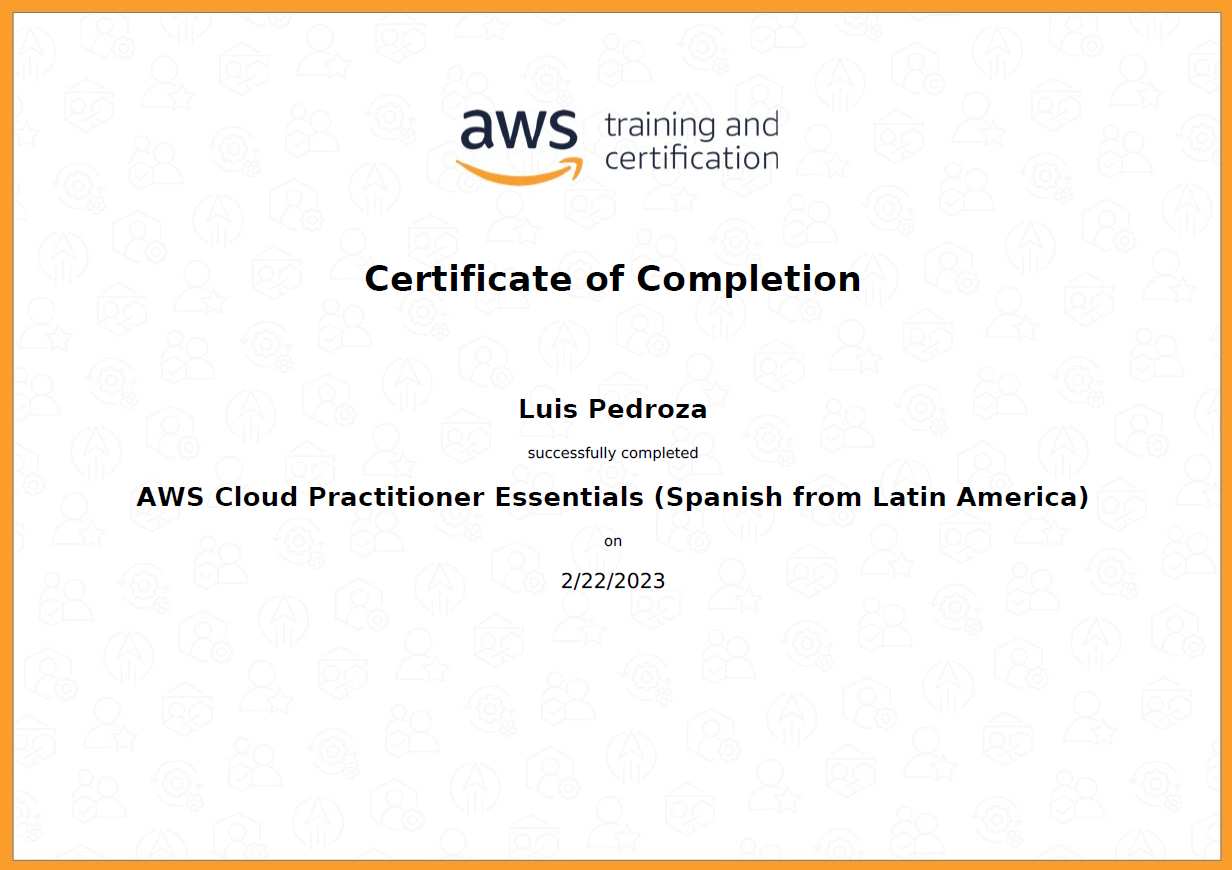 aws training and
certification
Certificate of Completion
Luis Pedroza
successfully completed
AWS Cloud Practitioner Essentials (Spanish from Latin America)
on
2/22/2023